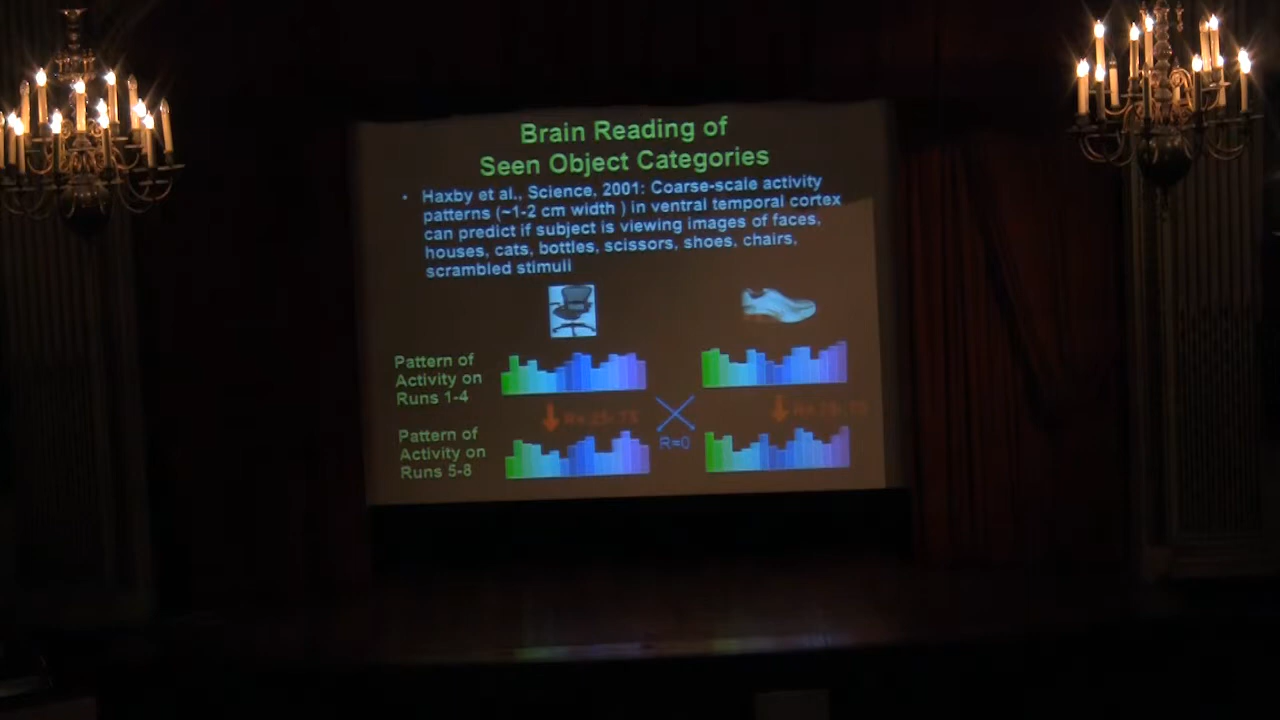 Brain Reading of
Seen Object Categories
• Haxby et al., Science, 2001: Coarse-scale activity
patterns (~1-2 cm width ) in ventral temporal cortex
can predict if subject is viewing images of faces,
houses, cats, bottles, scissors, shoes, chairs,
scrambled stimuli
Pattern of
Activity on
Runs 1-4
R=0
Pattern of
Activity on
Runs 5-8